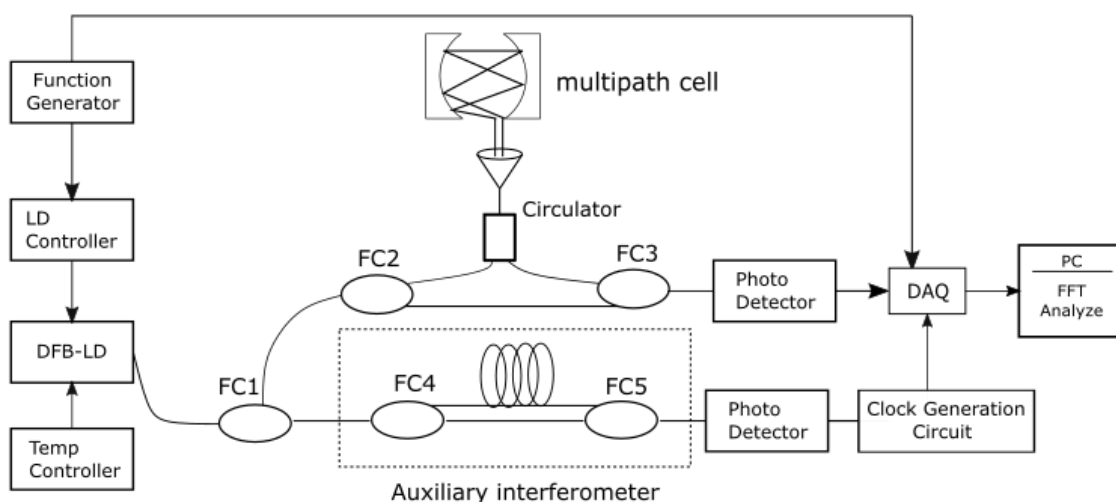 Function
Generator
multipath cell
LD
Controller
Circulator
FC2
FC3
Photo
Detector
DAQ
PC
FFT
Analyze
DFB-LD
FC1
FC4
FC5
Photo
Detector
Clock Generation
Circuit
Temp
Controller
Auxiliary interferometer